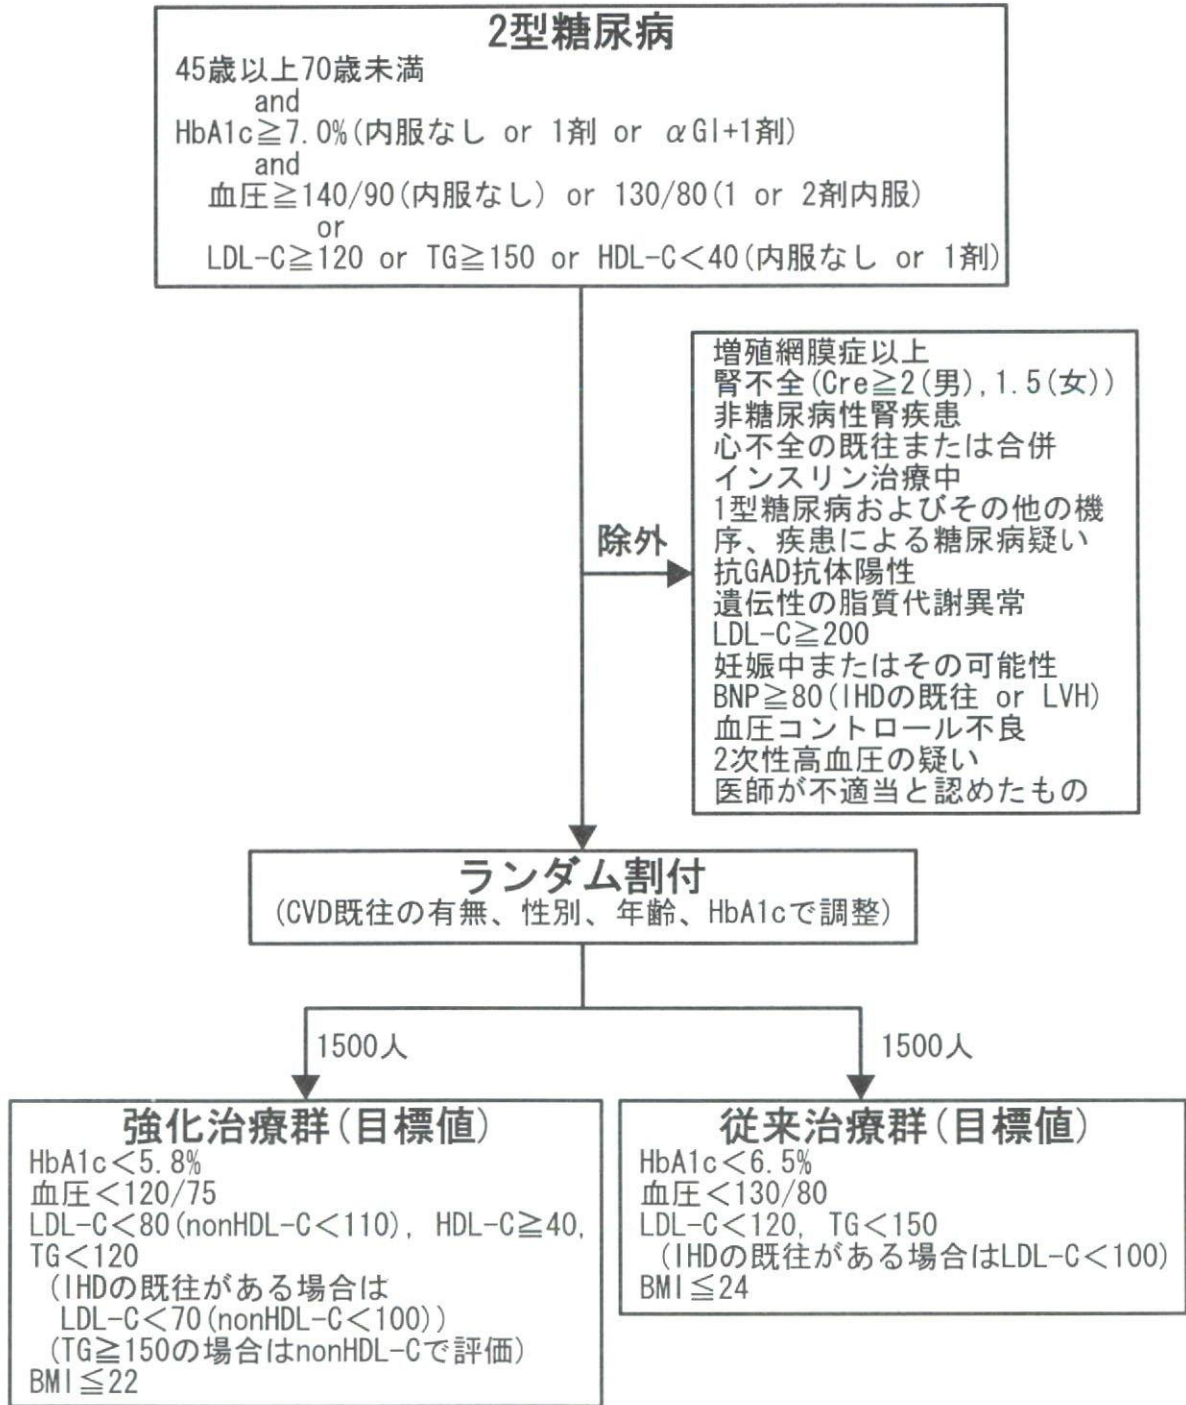 2型糖尿病
45歳以上70歳未満
and
HbA1c≧7.0%(内服なし or 1剤 or αGI+1剤)
and
血圧≧140/90(内服なし) or 130/80(1 or 2剤内服)
or
LDL-C≧120 or TG≧150 or HDL-C<40(内服なし or 1剤)
増殖網膜症以上
腎不全(Cre≧2(男),1.5(女))
非糖尿病性腎疾患
心不全の既往または合併
インスリン治療中
1型糖尿病およびその他の機
序、疾患による糖尿病疑い
抗GAD抗体陽性
遺伝性の脂質代謝異常
LDL-C≧200
妊娠中またはその可能性
BNP≧80(IHDの既往 or LVH)
血圧コントロール不良
2次性高血圧の疑い
医師が不適当と認めたもの
除外
ランダム割付
(CVD既往の有無、性別、年齢、HbA1cで調整)
1500人
1500人
強化治療群(目標値)
HbA1c<5.8%
血圧<120/75
LDL-C<80(nonHDL-C<110), HDL-C≧40,
TG<120
(IHDの既往がある場合は
LDL-C<70(nonHDL-C<100))
(TG≧150の場合はnonHDL-Cで評価)
BMI≦22
従来治療群(目標値)
HbA1c<6.5%
血圧<130/80
LDL-C<120, TG<150
(IHDの既往がある場合はLDL-C<100)
BMI≦24